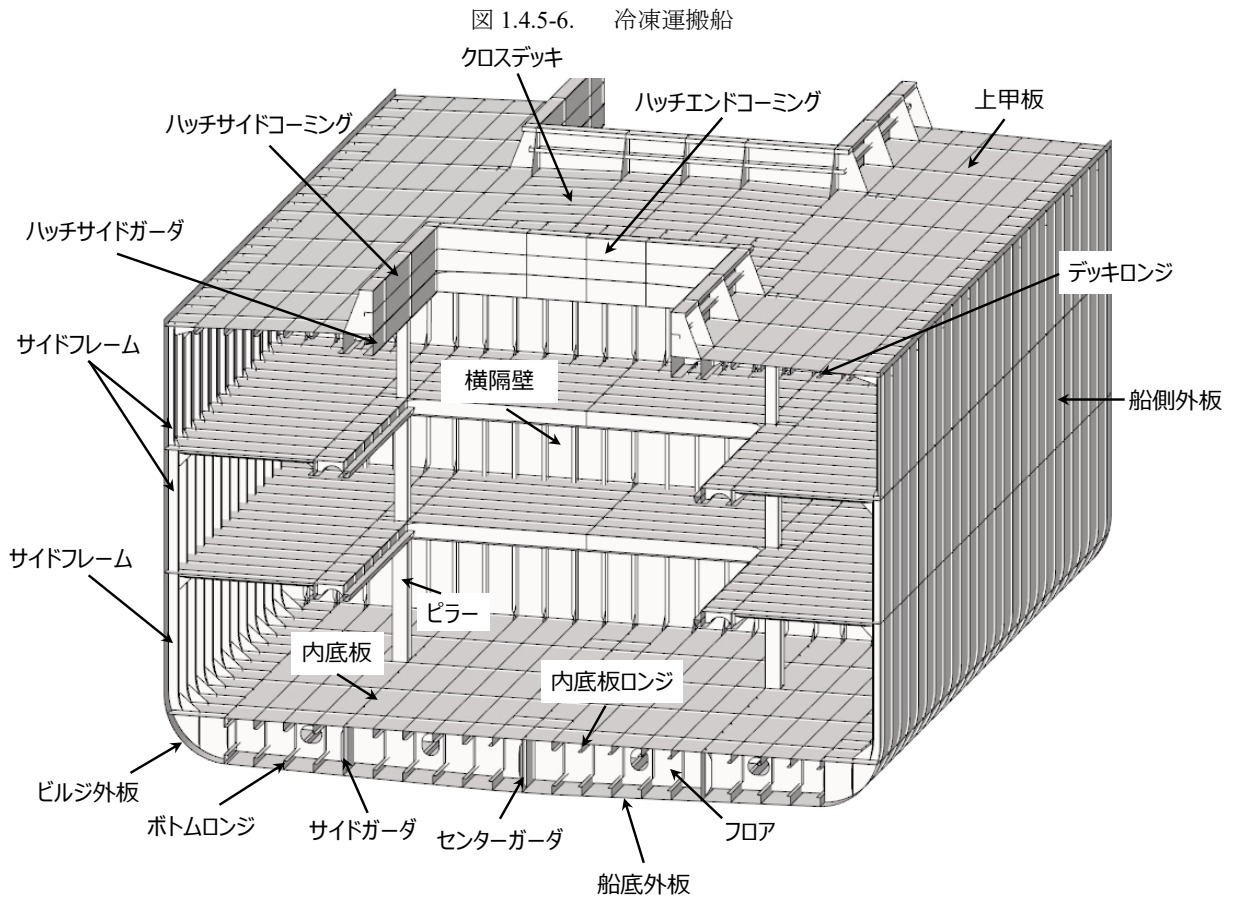 図 1.4.5-6. 冷凍運搬船
クロスデッキ
ハッチエンドコーミング
上甲板
ハッチサイドコーミング
ハッチサイドガーダ
デッキロンジ
サイドフレーム
横隔壁
船側外板
サイドフレーム
ピラー
内底板
内底板ロンジ
ビルジ外板
ボトムロンジ
サイドガーダ
センターガーダ
フロア
船底外板